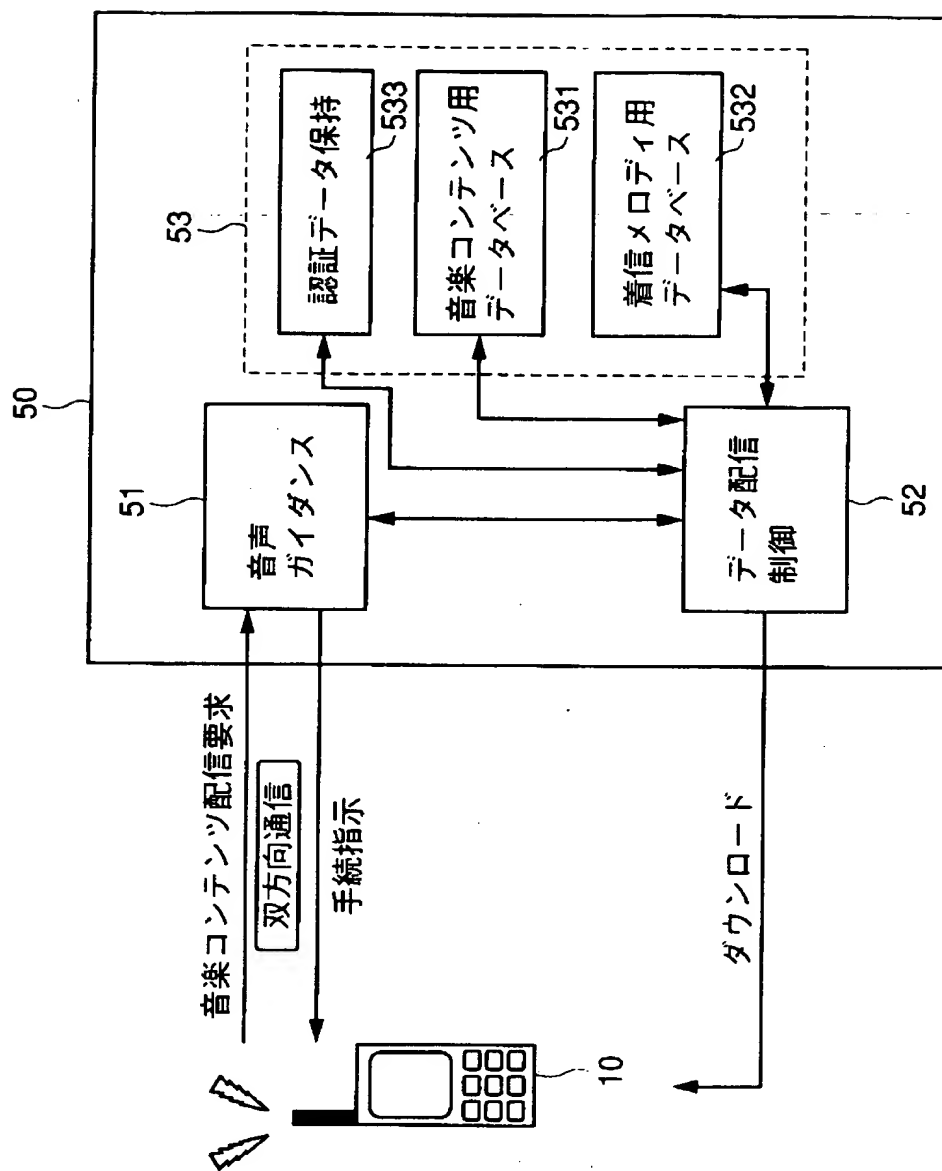 50
53
認証データ保持
533
音楽コンテンツ用
データベース
531
着信メロディ用
データベース
532
51
音声
ガイダンス
データ配信
制御
52
音楽コンテンツ配信要求
双方向通信
手続指示
ダウンロード
10